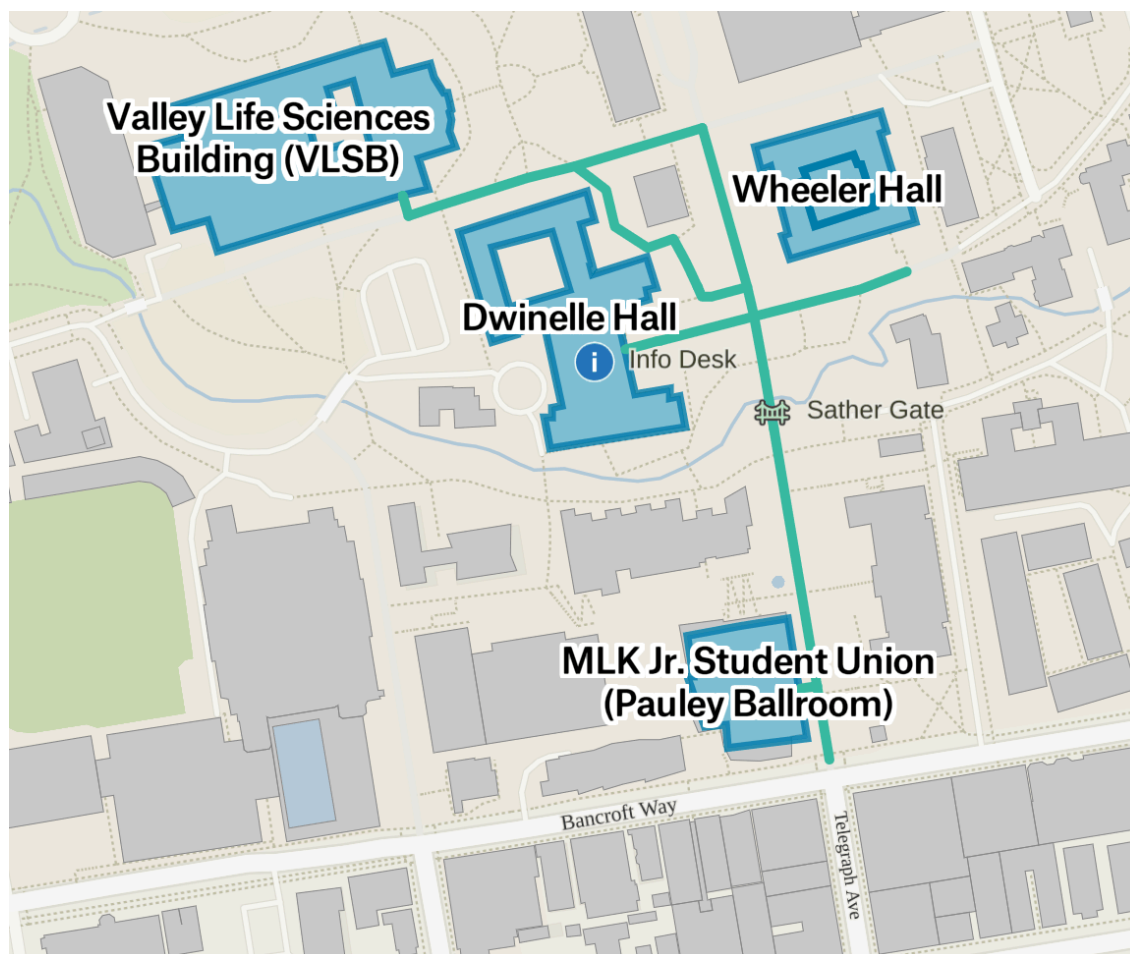 Valley Life Sciences
Building (VLSB)
Wheeler Hall
Dwinelle Hall
i Info Desk
Sather Gate
MLK Jr. Student Union
(Pauley Ballroom)
Bancroft Way
Telegraph Ave